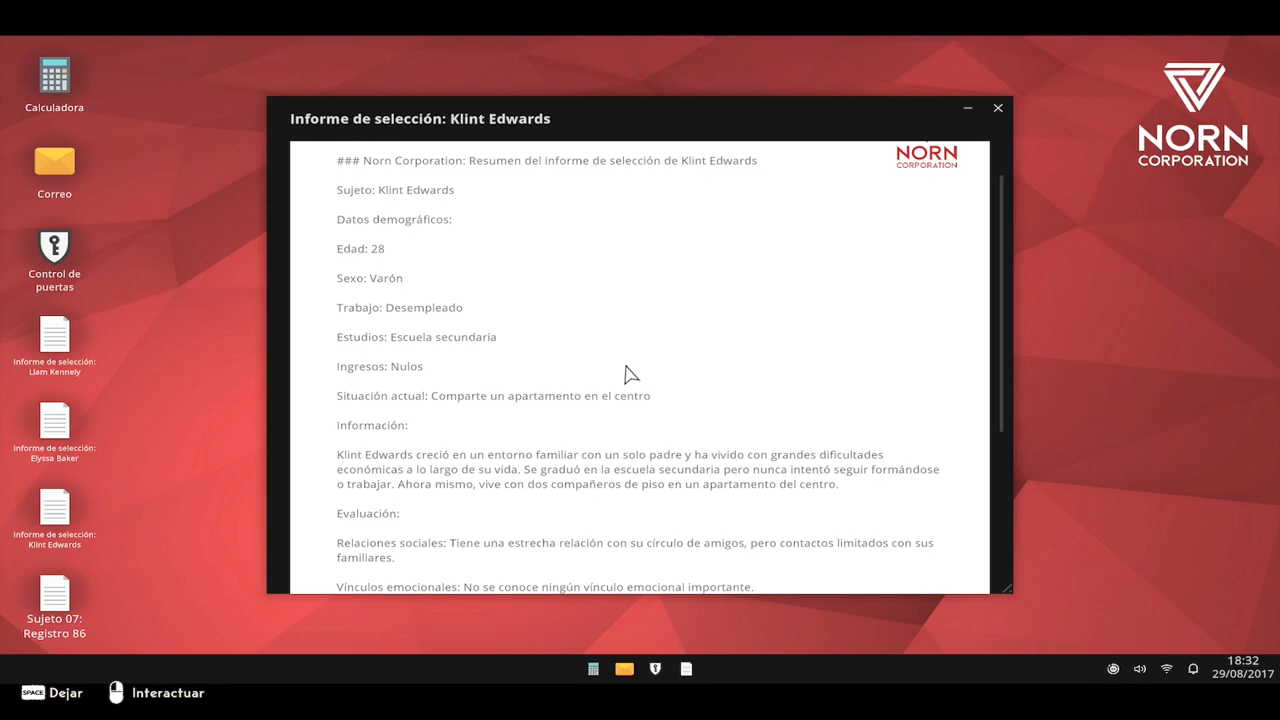 Calculadora
Correo
Control de
puertas
Informe de selección:
Liam Kennely
Informe de selección:
Elyssa Baker
Informe de selección:
Klint Edwards
Sujeto 07:
Registro 86
Informe de selección: Klint Edwards
### Norn Corporation: Resumen del informe de selección de Klint Edwards
NORN
CORPORATION
Sujeto: Klint Edwards
Datos demográficos:
Edad: 28
Sexo: Varón
Trabajo: Desempleado
Estudios: Escuela secundaria
Ingresos: Nulos
Situación actual: Comparte un apartamento en el centro
Información:
Klint Edwards creció en un entorno familiar con un solo padre y ha vivido con grandes dificultades
económicas a lo largo de su vida. Se graduó en la escuela secundaria pero nunca intentó seguir formándose
o trabajar. Ahora mismo, vive con dos compañeros de piso en un apartamento del centro.
Evaluación:
Relaciones sociales: Tiene una estrecha relación con su círculo de amigos, pero contactos limitados con sus
familiares.
Vínculos emocionales: No se conoce ningún vínculo emocional importante.
NORN
CORPORATION
18:32
29/08/2017
SPACE Dejar
Interactuar